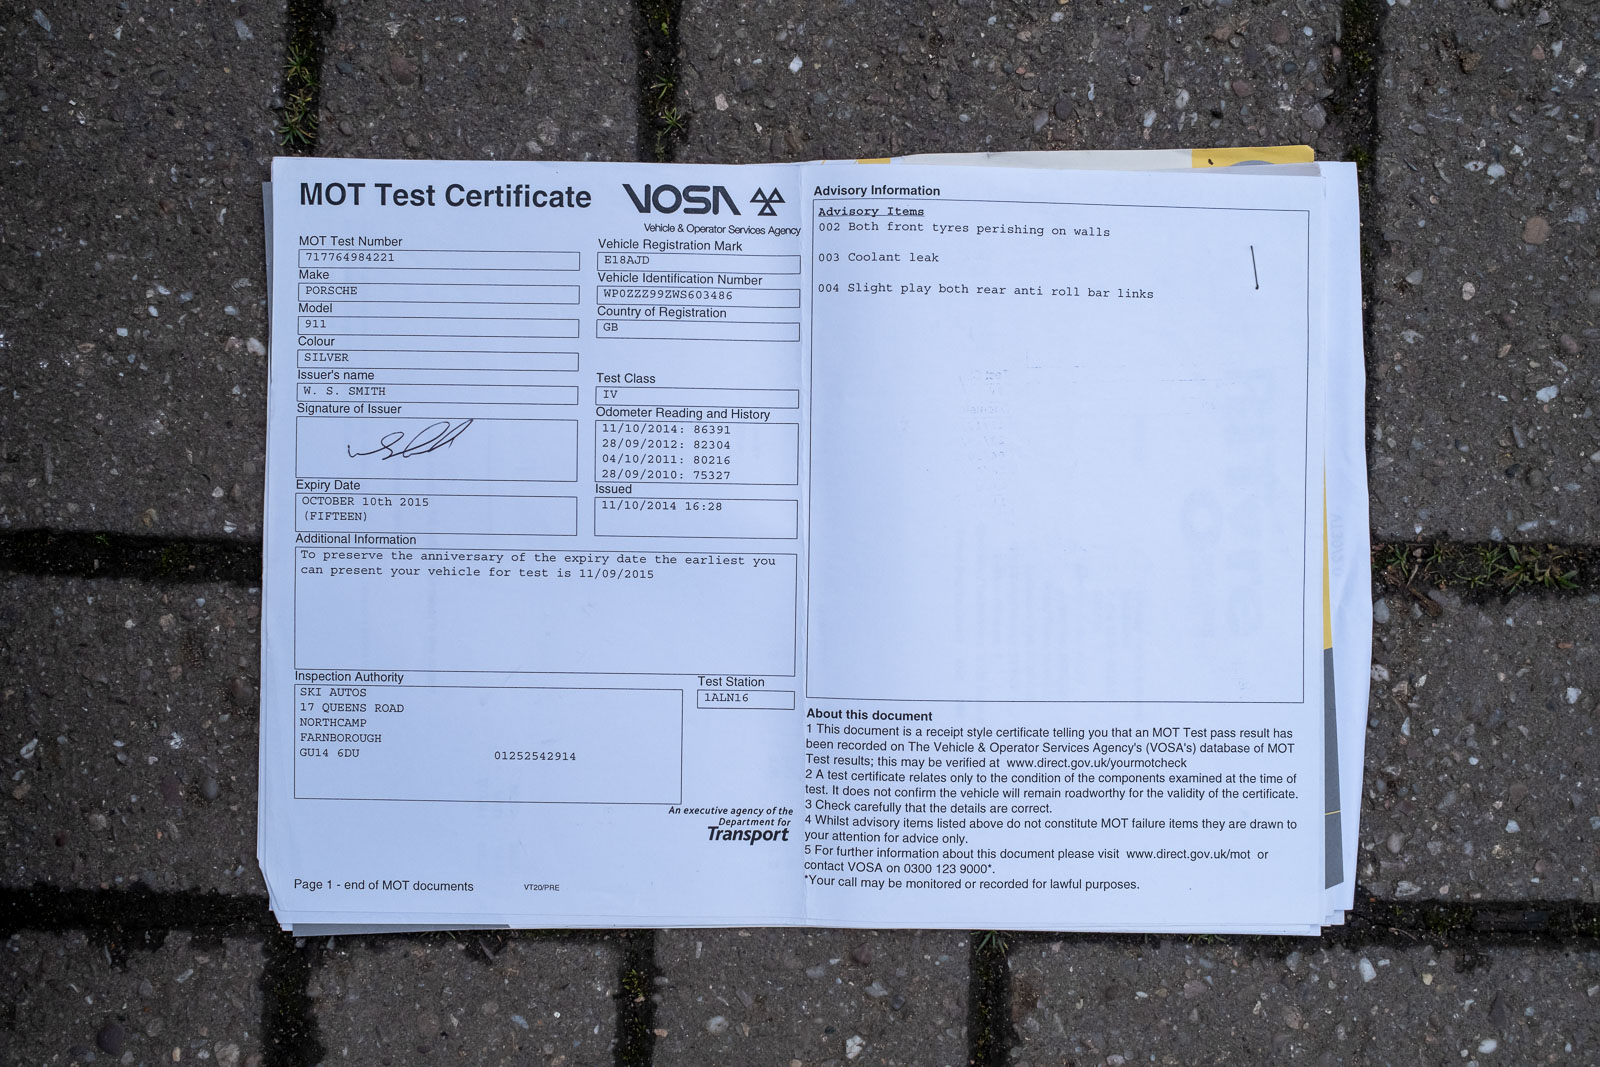 MOT Test Certificate
VOSA
Vehicle & Operator Services Agency
MOT Test Number
717764984221
Make
PORSCHE
Model
911
Colour
SILVER
Issuer's name
W. S. SMITH
Signature of Issuer
Expiry Date
OCTOBER 10th 2015
(FIFTEEN)
Vehicle Registration Mark
E18AJD
Vehicle Identification Number
WP0ZZZ99ZWS603486
Country of Registration
GB
Test Class
IV
Odometer Reading and History
11/10/2014: 86391
28/09/2012: 82304
04/10/2011: 80216
28/09/2010: 75327
Issued
11/10/2014 16:28
Additional Information
To preserve the anniversary of the expiry date the earliest you
can present your vehicle for test is 11/09/2015
Inspection Authority
SKI AUTOS
17 QUEENS ROAD
NORTHCAMP
FARNBOROUGH
GU14 6DU 01252542914
Test Station
1ALN16
An executive agency of the
Department for
Transport
Page 1 - end of MOT documents
VT20/PRE
Advisory Information
Advisory Items
002 Both front tyres perishing on walls
003 Coolant leak
004 Slight play both rear anti roll bar links
About this document
1 This document is a receipt style certificate telling you that an MOT Test pass result has
been recorded on The Vehicle & Operator Services Agency's (VOSA's) database of MOT
Test results; this may be verified at www.direct.gov.uk/yourmotcheck
2 A test certificate relates only to the condition of the components examined at the time of
test. It does not confirm the vehicle will remain roadworthy for the validity of the certificate.
3 Check carefully that the details are correct.
4 Whilst advisory items listed above do not constitute MOT failure items they are drawn to
your attention for advice only.
5 For further information about this document please visit www.direct.gov.uk/mot or
contact VOSA on 0300 123 9000*.
*Your call may be monitored or recorded for lawful purposes.